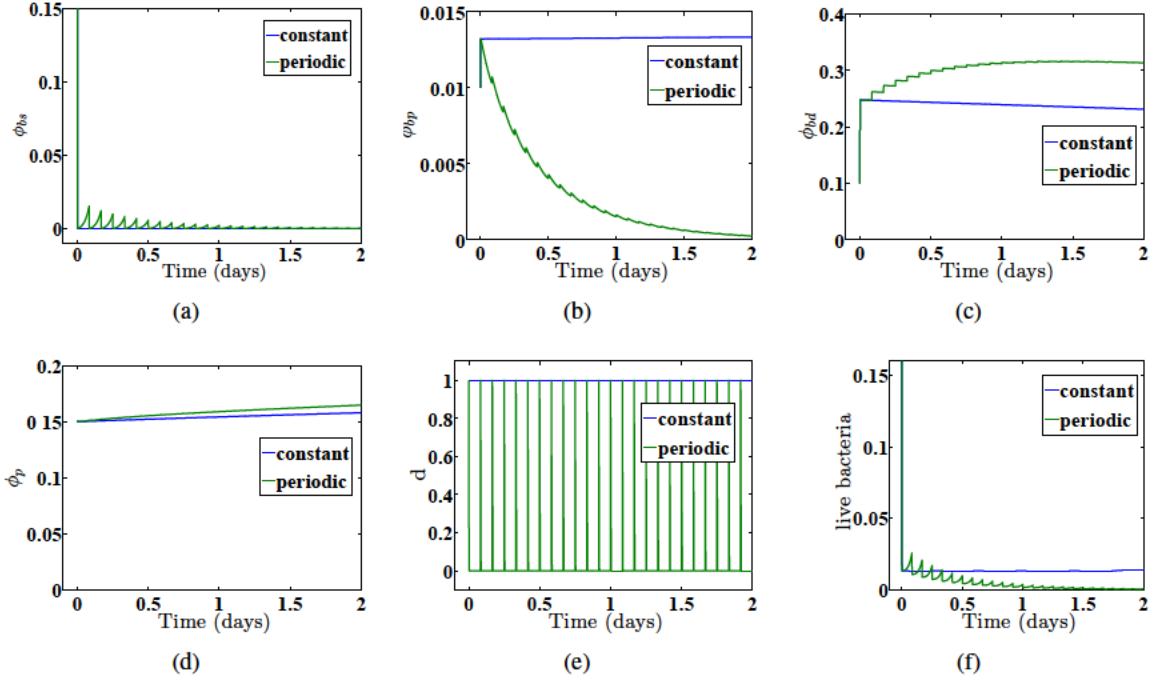 0.15
0.1
0.05
0
ϕbs
constant
periodic
0 0.5 1 1.5 2
Time (days)
(a)
0.015
0.01
0.005
0
φbp
constant
periodic
0 0.5 1 1.5 2
Time (days)
(b)
0.4
0.3
0.2
0.1
ϕbd
constant
periodic
0 0.5 1 1.5 2
Time (days)
(c)
0.2
0.15
0.1
0.05
0
ϕp
constant
periodic
0 0.5 1 1.5 2
Time (days)
(d)
1
0.8
0.6
0.4
0.2
0
d
constant
periodic
0 0.5 1 1.5 2
Time (days)
(e)
0.15
0.1
0.05
0
live bacteria
constant
periodic
0 0.5 1 1.5 2
Time (days)
(f)